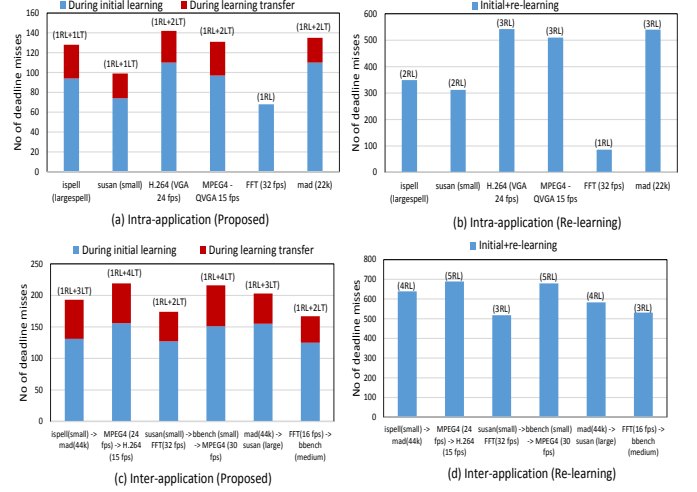 During initial learning During learning transfer
No of deadline misses
160
140
120
100
80
60
40
20
0
(1RL+1LT)
(1RL+1LT)
(1RL+2LT)
(1RL+2LT)
(1RL)
(1RL+2LT)
ispell (largespell)
susan (small)
H.264 (VGA 24 fps)
MPEG4 - QVGA 15 fps
FFT (32 fps)
mad (22k)
(a) Intra-application (Proposed)
Initial+re-learning
No of deadline misses
600
500
400
300
200
100
0
(2RL)
(2RL)
(3RL)
(3RL)
(1RL)
(3RL)
ispell (largespell)
susan (small)
H.264 (VGA 24 fps)
MPEG4 - QVGA 15 fps
FFT (32 fps)
mad (22k)
(b) Intra-application (Re-learning)
During initial learning During learning transfer
No of deadline misses
250
200
150
100
50
0
(1RL+3LT)
(1RL+4LT)
(1RL+2LT)
(1RL+4LT)
(1RL+3LT)
(1RL+2LT)
ispell(small) -> mad(44k)
MPEG4 (24 fps) -> H.264 (15 fps)
susan(small) -> FFT(32 fps)
bbench (small) -> MPEG4 (30 fps)
mad(44k) -> susan (large)
FFT(16 fps) -> bbench (medium)
(c) Inter-application (Proposed)
Initial+re-learning
No of deadline misses
800
700
600
500
400
300
200
100
0
(4RL)
(5RL)
(3RL)
(5RL)
(4RL)
(3RL)
ispell(small) -> mad(44k)
MPEG4 (24 fps) -> H.264 (15 fps)
susan(small) -> FFT(32 fps)
bbench (small) -> MPEG4 (30 fps)
mad(44k) -> susan (large)
FFT(16 fps) -> bbench (medium)
(d) Inter-application (Re-learning)